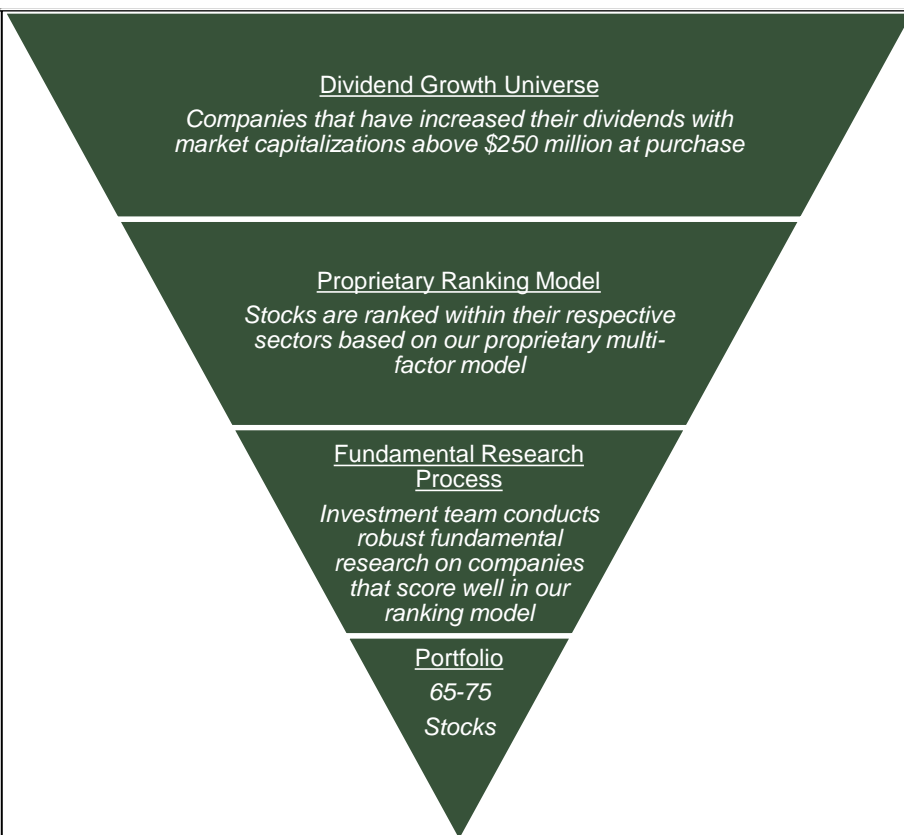 Dividend Growth Universe
Companies that have increased their dividends with
market capitalizations above $250 million at purchase
Proprietary Ranking Model
Stocks are ranked within their respective
sectors based on our proprietary multi-
factor model
Fundamental Research
Process
Investment team conducts
robust fundamental
research on companies
that score well in our
ranking model
Portfolio
65-75
Stocks